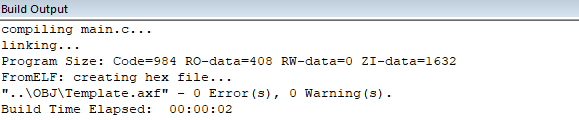 Build Output
compiling main.c...
linking...
Program Size: Code=984 RO-data=408 RW-data=0 ZI-data=1632
FromELF: creating hex file...
"..\OBJ\Template.axf" - 0 Error(s), 0 Warning(s).
Build Time Elapsed:  00:00:02